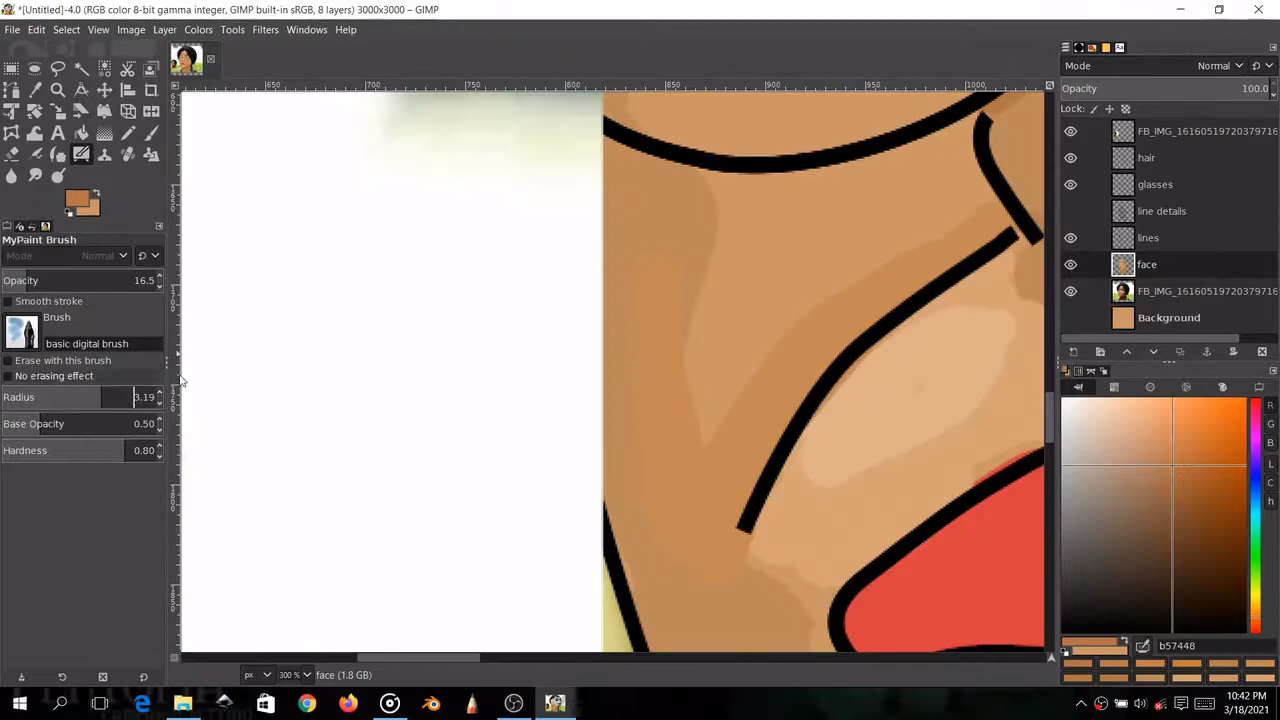 *[Untitled]-4.0 (RGB color 8-bit gamma integer, GIMP built-in sRGB, 8 layers) 3000x3000 – GIMP
File Edit Select View Image Layer Colors Tools Filters Windows Help
Mode Normal
Opacity 100.0
Lock:
FB_IMG_16160519720379716
hair
glasses
line details
lines
face
FB_IMG_16160519720379716
Background
MyPaint Brush
Mode Normal
Opacity 16.5
Smooth stroke
Brush
basic digital brush
Erase with this brush
No erasing effect
Radius 3.19
Base Opacity 0.50
Hardness 0.80
650 700 750 800 850 900 950 1000
R
G
B
L
C
h
b57448
px 300 % face (1.8 GB)
10:42 PM
3/18/2021